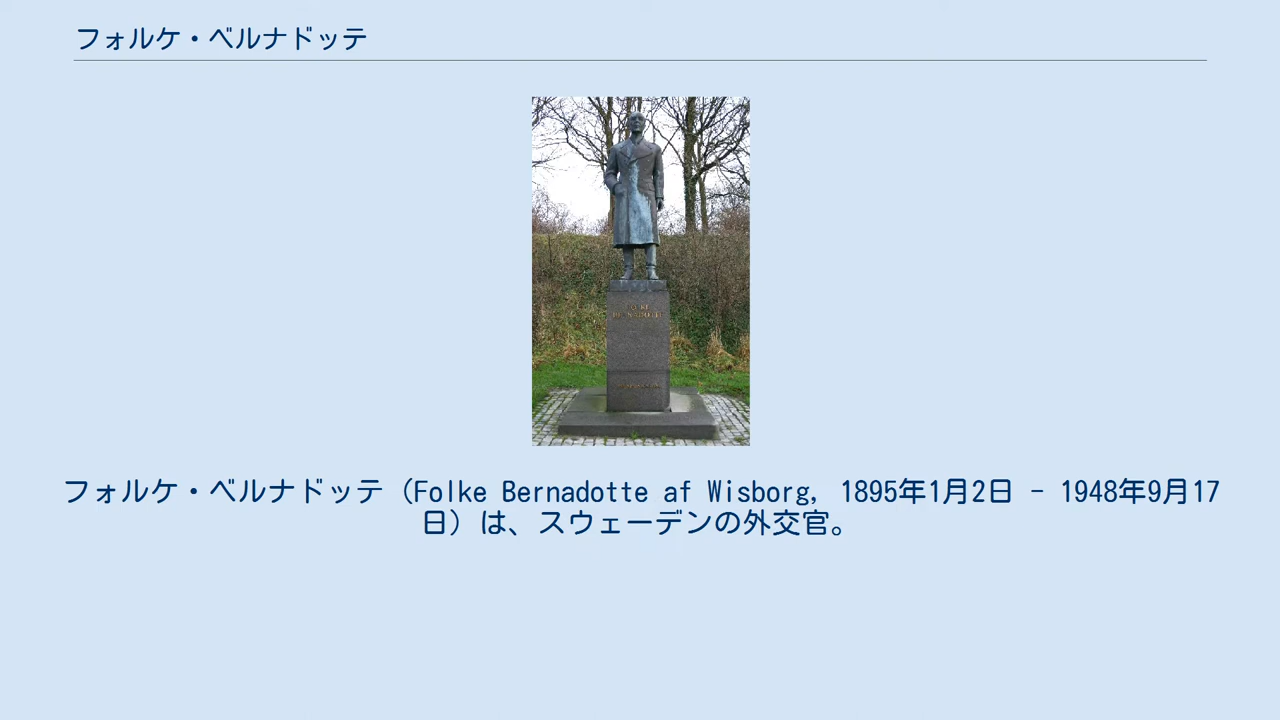 フォルケ・ベルナドッテ
フォルケ・ベルナドッテ（Folke Bernadotte af Wisborg, 1895年1月2日 - 1948年9月17
日）は、スウェーデンの外交官。